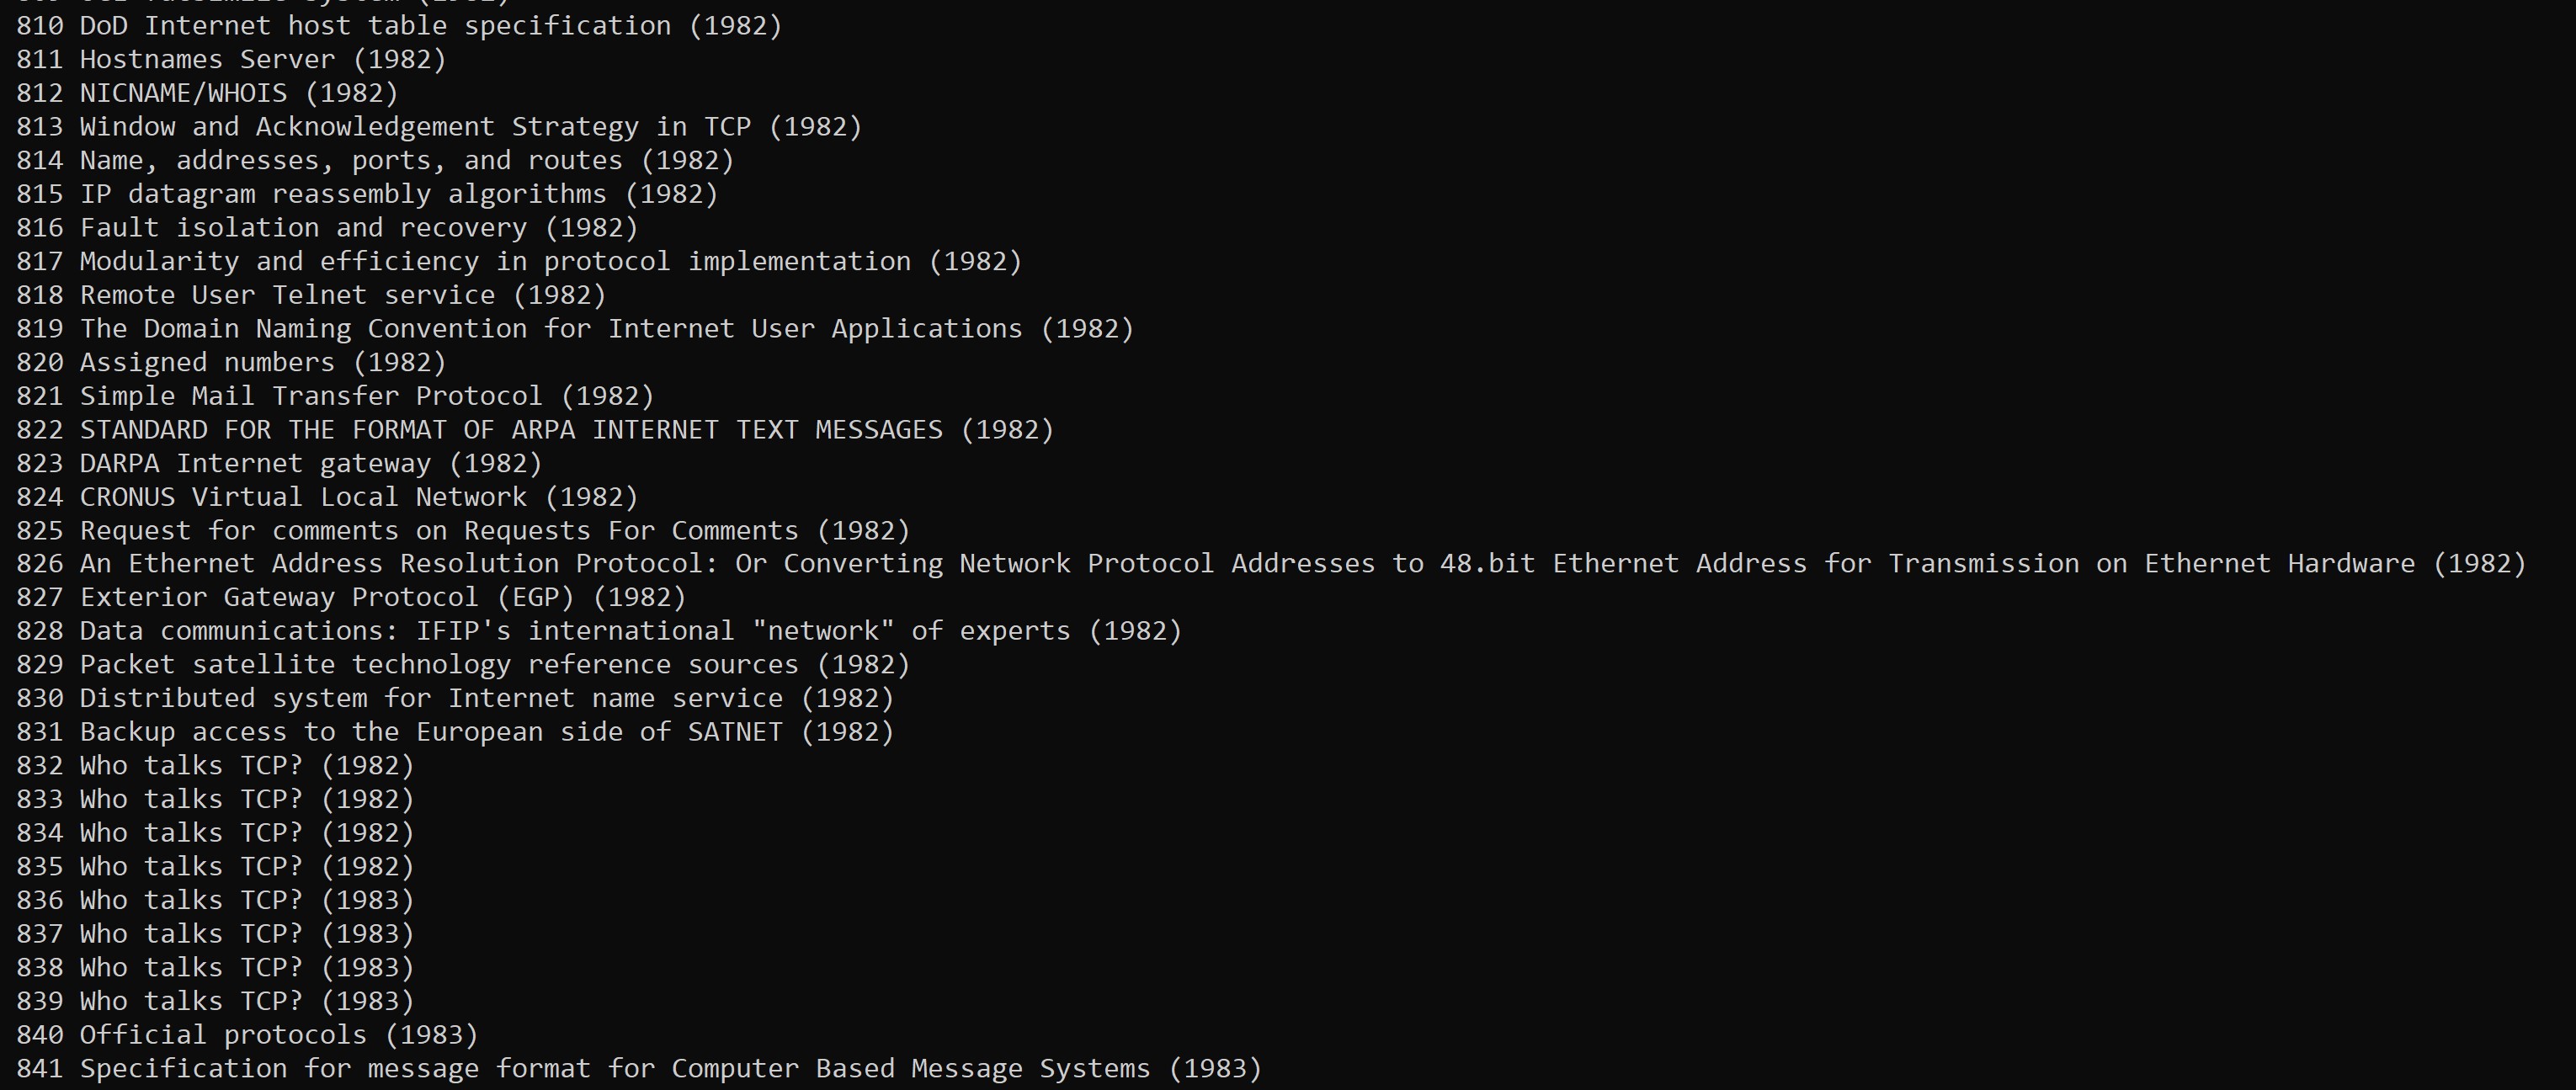 810 DoD Internet host table specification (1982)
811 Hostnames Server (1982)
812 NICNAME/WHOIS (1982)
813 Window and Acknowledgement Strategy in TCP (1982)
814 Name, addresses, ports, and routes (1982)
815 IP datagram reassembly algorithms (1982)
816 Fault isolation and recovery (1982)
817 Modularity and efficiency in protocol implementation (1982)
818 Remote User Telnet service (1982)
819 The Domain Naming Convention for Internet User Applications (1982)
820 Assigned numbers (1982)
821 Simple Mail Transfer Protocol (1982)
822 STANDARD FOR THE FORMAT OF ARPA INTERNET TEXT MESSAGES (1982)
823 DARPA Internet gateway (1982)
824 CRONUS Virtual Local Network (1982)
825 Request for comments on Requests For Comments (1982)
826 An Ethernet Address Resolution Protocol: Or Converting Network Protocol Addresses to 48.bit Ethernet Address for Transmission on Ethernet Hardware (1982)
827 Exterior Gateway Protocol (EGP) (1982)
828 Data communications: IFIP's international "network" of experts (1982)
829 Packet satellite technology reference sources (1982)
830 Distributed system for Internet name service (1982)
831 Backup access to the European side of SATNET (1982)
832 Who talks TCP? (1982)
833 Who talks TCP? (1982)
834 Who talks TCP? (1982)
835 Who talks TCP? (1982)
836 Who talks TCP? (1983)
837 Who talks TCP? (1983)
838 Who talks TCP? (1983)
839 Who talks TCP? (1983)
840 Official protocols (1983)
841 Specification for message format for Computer Based Message Systems (1983)